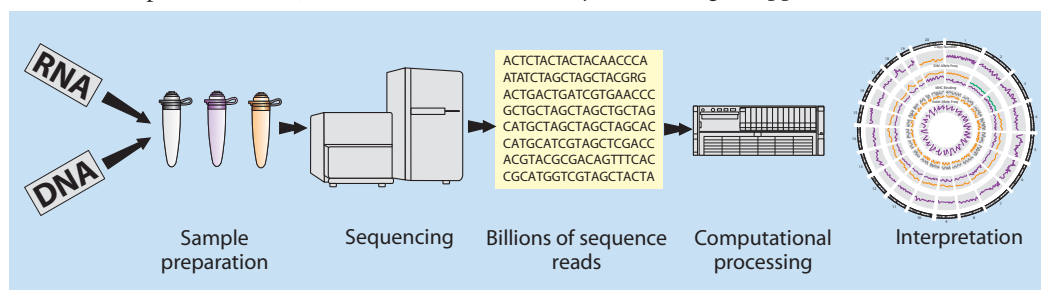 RNA
DNA
ACTCTACTACTACAACCCA
ATATCTAGCTAGCTACGRG
ACTGACTGATCGTGAACCC
GCTGCTAGCTAGCTGCTAG
CATGCTAGCTAGCTAGCAC
CATGCATCGTAGCTCGACC
ACGTACGCGACAGTTTCAC
CGCATGGTCGTAGCTACTA
Sample
preparation
Sequencing
Billions of sequence
reads
Computational
processing
Interpretation